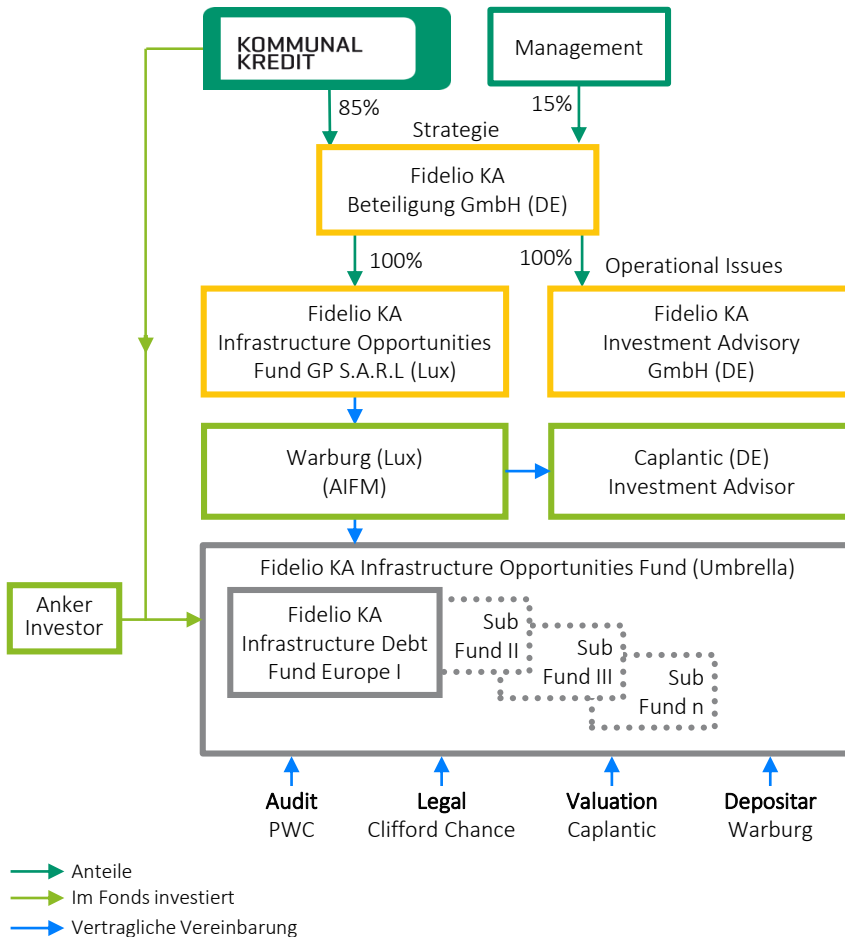 KOMMUNAL
KREDIT
Management
85%
15%
Strategie
Fidelio KA
Beteiligung GmbH (DE)
100%
100%
Operational Issues
Fidelio KA
Infrastructure Opportunities
Fund GP S.A.R.L (Lux)
Fidelio KA
Investment Advisory
GmbH (DE)
Warburg (Lux)
(AIFM)
Caplantic (DE)
Investment Advisor
Fidelio KA Infrastructure Opportunities Fund (Umbrella)
Anker
Investor
Fidelio KA
Infrastructure Debt
Fund Europe I
Sub
Fund II
Sub
Fund III
Sub
Fund n
Audit
PWC
Legal
Clifford Chance
Valuation
Caplantic
Depositar
Warburg
Anteile
Im Fonds investiert
Vertragliche Vereinbarung